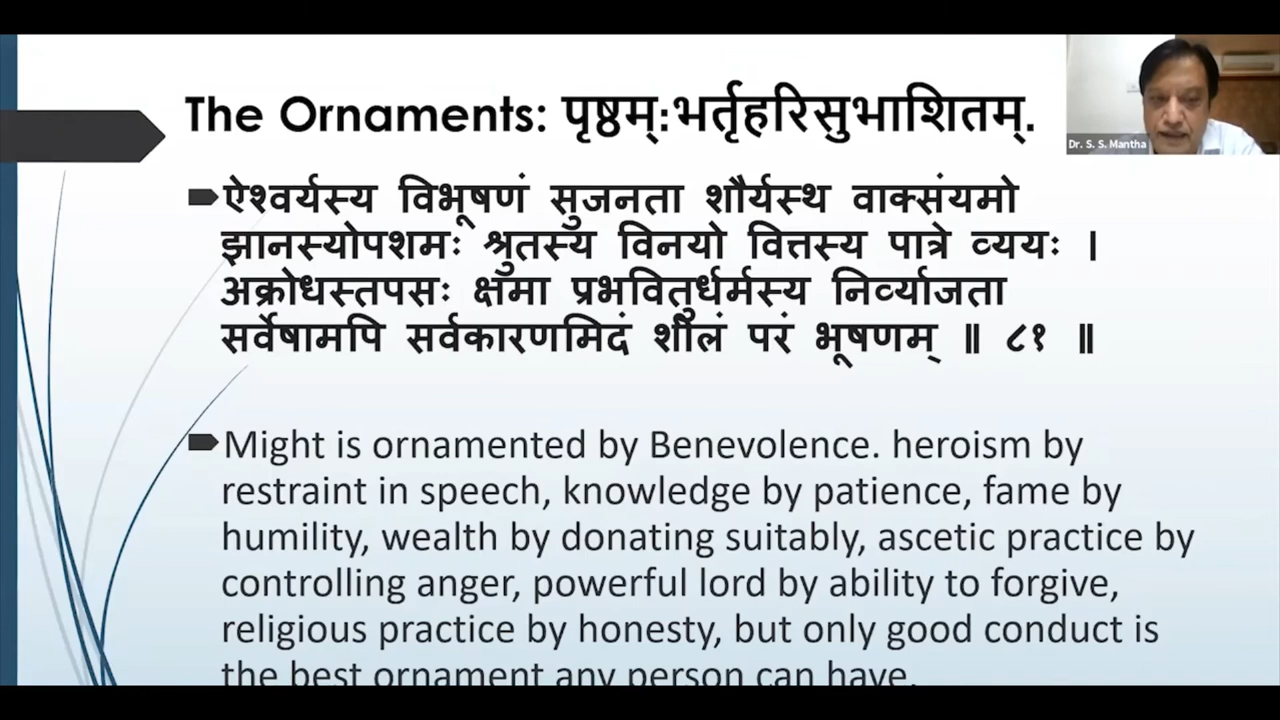 The Ornaments: पृष्ठम्:भर्तृहरिसुभाशितम्.
Dr. S. S. Mantha
ऐश्वर्यस्य विभूषणं सुजनता शौर्यस्थ वाक्संयमो
झानस्योपशमः श्रुतस्य विनयो वित्तस्य पात्रे व्ययः ।
अक्रोधस्तपसः क्षमा प्रभवितुर्धर्मस्य निर्व्याजता
सर्वेषामपि सर्वकारणमिदं शीलं परं भूषणम् ॥ ८१ ॥
Might is ornamented by Benevolence. heroism by
restraint in speech, knowledge by patience, fame by
humility, wealth by donating suitably, ascetic practice by
controlling anger, powerful lord by ability to forgive,
religious practice by honesty, but only good conduct is
the best ornament any person can have.